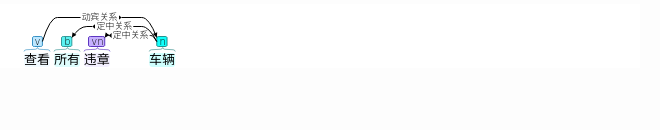 动宾关系
定中关系
定中关系
v b vn n
查看 所有 违章 车辆